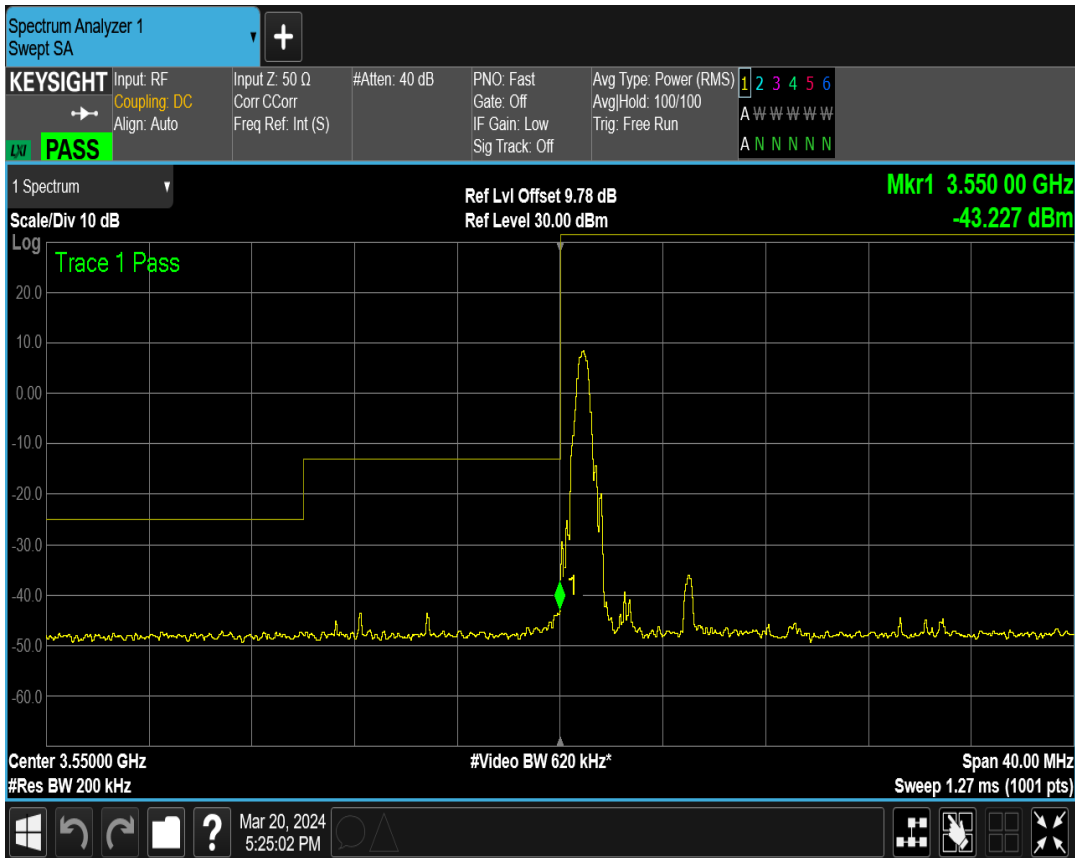 Spectrum Analyzer 1
Swept SA
+
KEYSIGHT
LXI
PASS
Input: RF
Coupling: DC
Align: Auto
Input Z: 50 Ω
Corr CCorr
Freq Ref: Int (S)
#Atten: 40 dB
PNO: Fast
Gate: Off
IF Gain: Low
Sig Track: Off
Avg Type: Power (RMS)
Avg|Hold: 100/100
Trig: Free Run
1 2 3 4 5 6
A W W W W W
A N N N N N
1 Spectrum
Scale/Div 10 dB
Ref Lvl Offset 9.78 dB
Ref Level 30.00 dBm
Mkr1 3.550 00 GHz
-43.227 dBm
Log
Trace 1 Pass
20.0
10.0
0.00
-10.0
-20.0
-30.0
-40.0
-50.0
-60.0
1
Center 3.55000 GHz
#Res BW 200 kHz
#Video BW 620 kHz*
Span 40.00 MHz
Sweep 1.27 ms (1001 pts)
?
Mar 20, 2024
5:25:02 PM